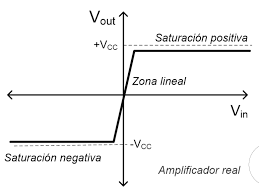 Vout
+Vcc
Saturación positiva
Zona lineal
Vin
-Vcc
Saturación negativa
Amplificador real